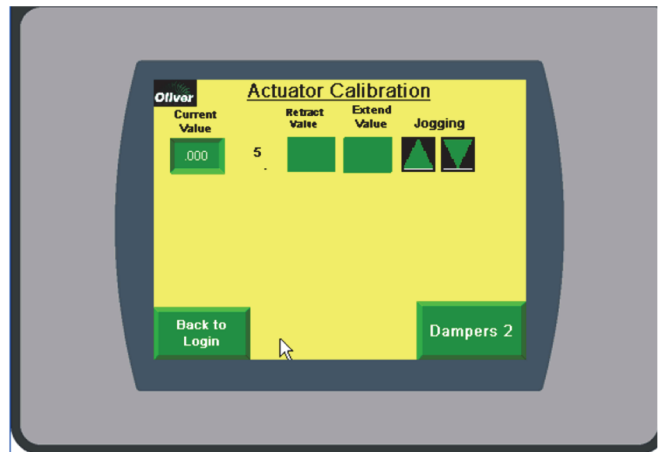 Oliver
Actuator Calibration
Current
Value
Retract
Value
Extend
Value
Jogging
.000
5
.
Back to
Login
Dampers 2